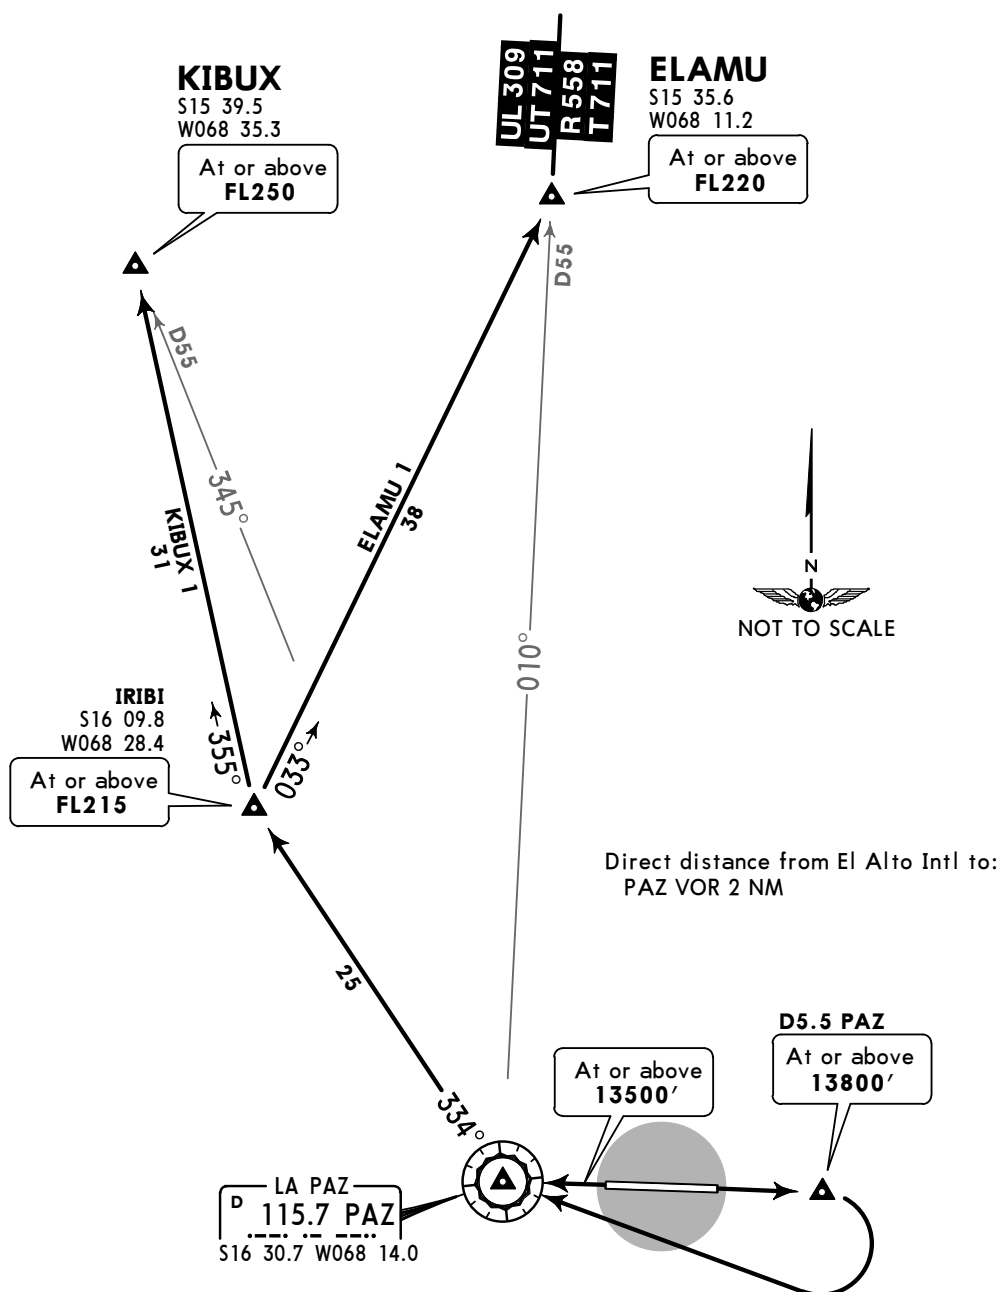 KIBUX
S15 39.5
W068 35.3
At or above
FL250
UL 309
UT 711
R 558
T 711
ELAMU
S15 35.6
W068 11.2
At or above
FL220
D55
D55
345°
KIBUX 1
31
ELAMU 1
38
010°
N
NOT TO SCALE
IRIBI
S16 09.8
W068 28.4
At or above
FL215
355°
033°
Direct distance from El Alto Intl to:
PAZ VOR 2 NM
25
334°
At or above
13500'
D5.5 PAZ
At or above
13800'
LA PAZ
D 115.7 PAZ
S16 30.7 W068 14.0